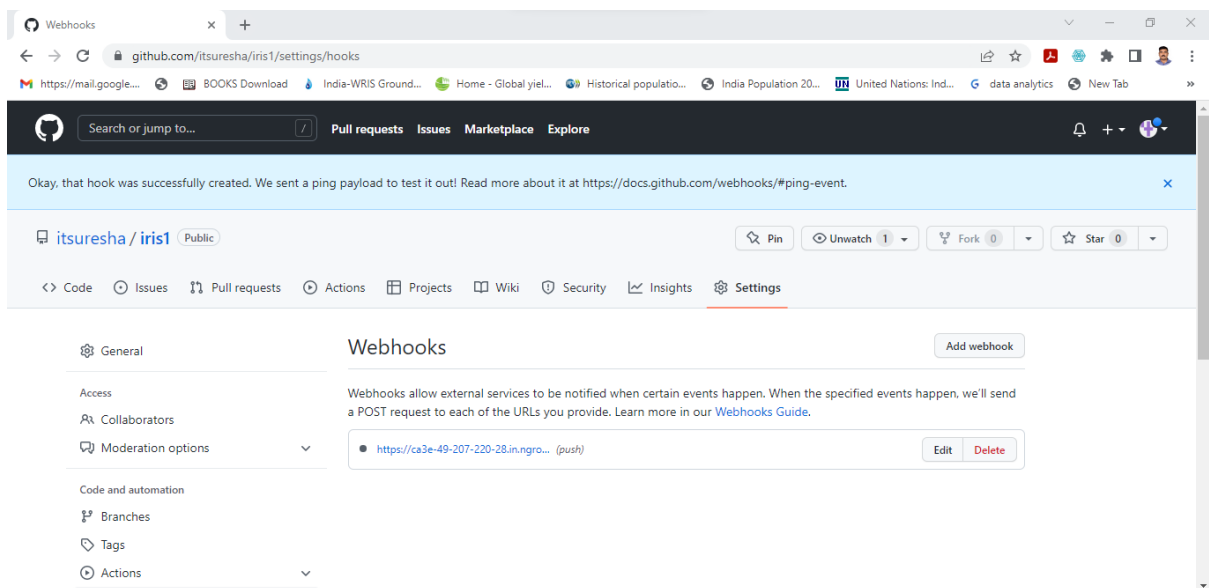 Webhooks
github.com/itsuresha/iris1/settings/hooks
https://mail.google.... BOOKS Download India-WRIS Ground... Home - Global yiel... Historical populatio... India Population 20... UN United Nations: Ind... G data analytics New Tab »
Search or jump to... / Pull requests Issues Marketplace Explore
Okay, that hook was successfully created. We sent a ping payload to test it out! Read more about it at https://docs.github.com/webhooks/#ping-event.
itsuresha / iris1 Public Pin Unwatch 1 Fork 0 Star 0
Code Issues Pull requests Actions Projects Wiki Security Insights Settings
General
Webhooks Add webhook
Access
Webhooks allow external services to be notified when certain events happen. When the specified events happen, we'll send
Collaborators
a POST request to each of the URLs you provide. Learn more in our Webhooks Guide.
Moderation options
https://ca3e-49-207-220-28.in.ngro... (push) Edit Delete
Code and automation
Branches
Tags
Actions